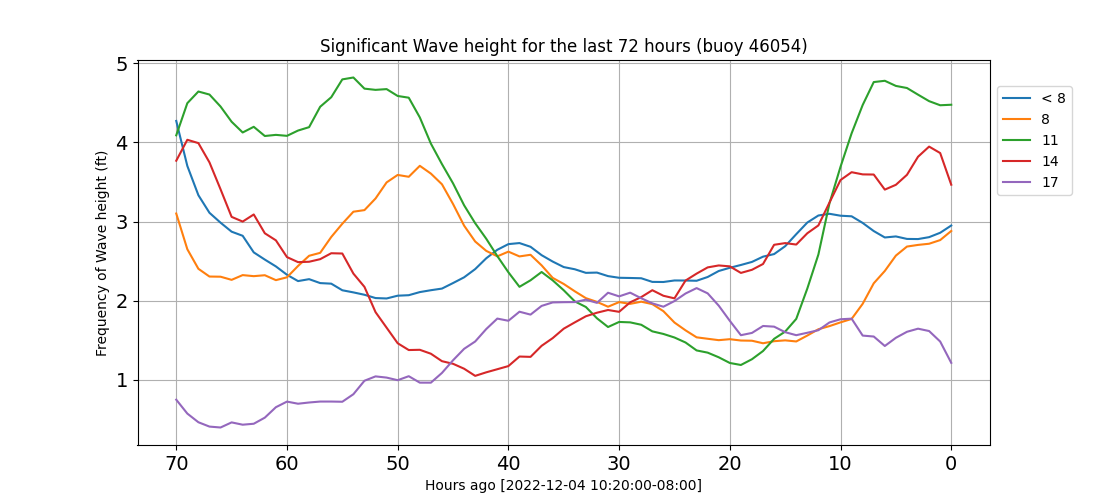 Significant Wave height for the last 72 hours (buoy 46054)
Frequency of Wave height (ft)
5
4
3
2
1
70 60 50 40 30 20 10 0
Hours ago [2022-12-04 10:20:00-08:00]
< 8
8
11
14
17